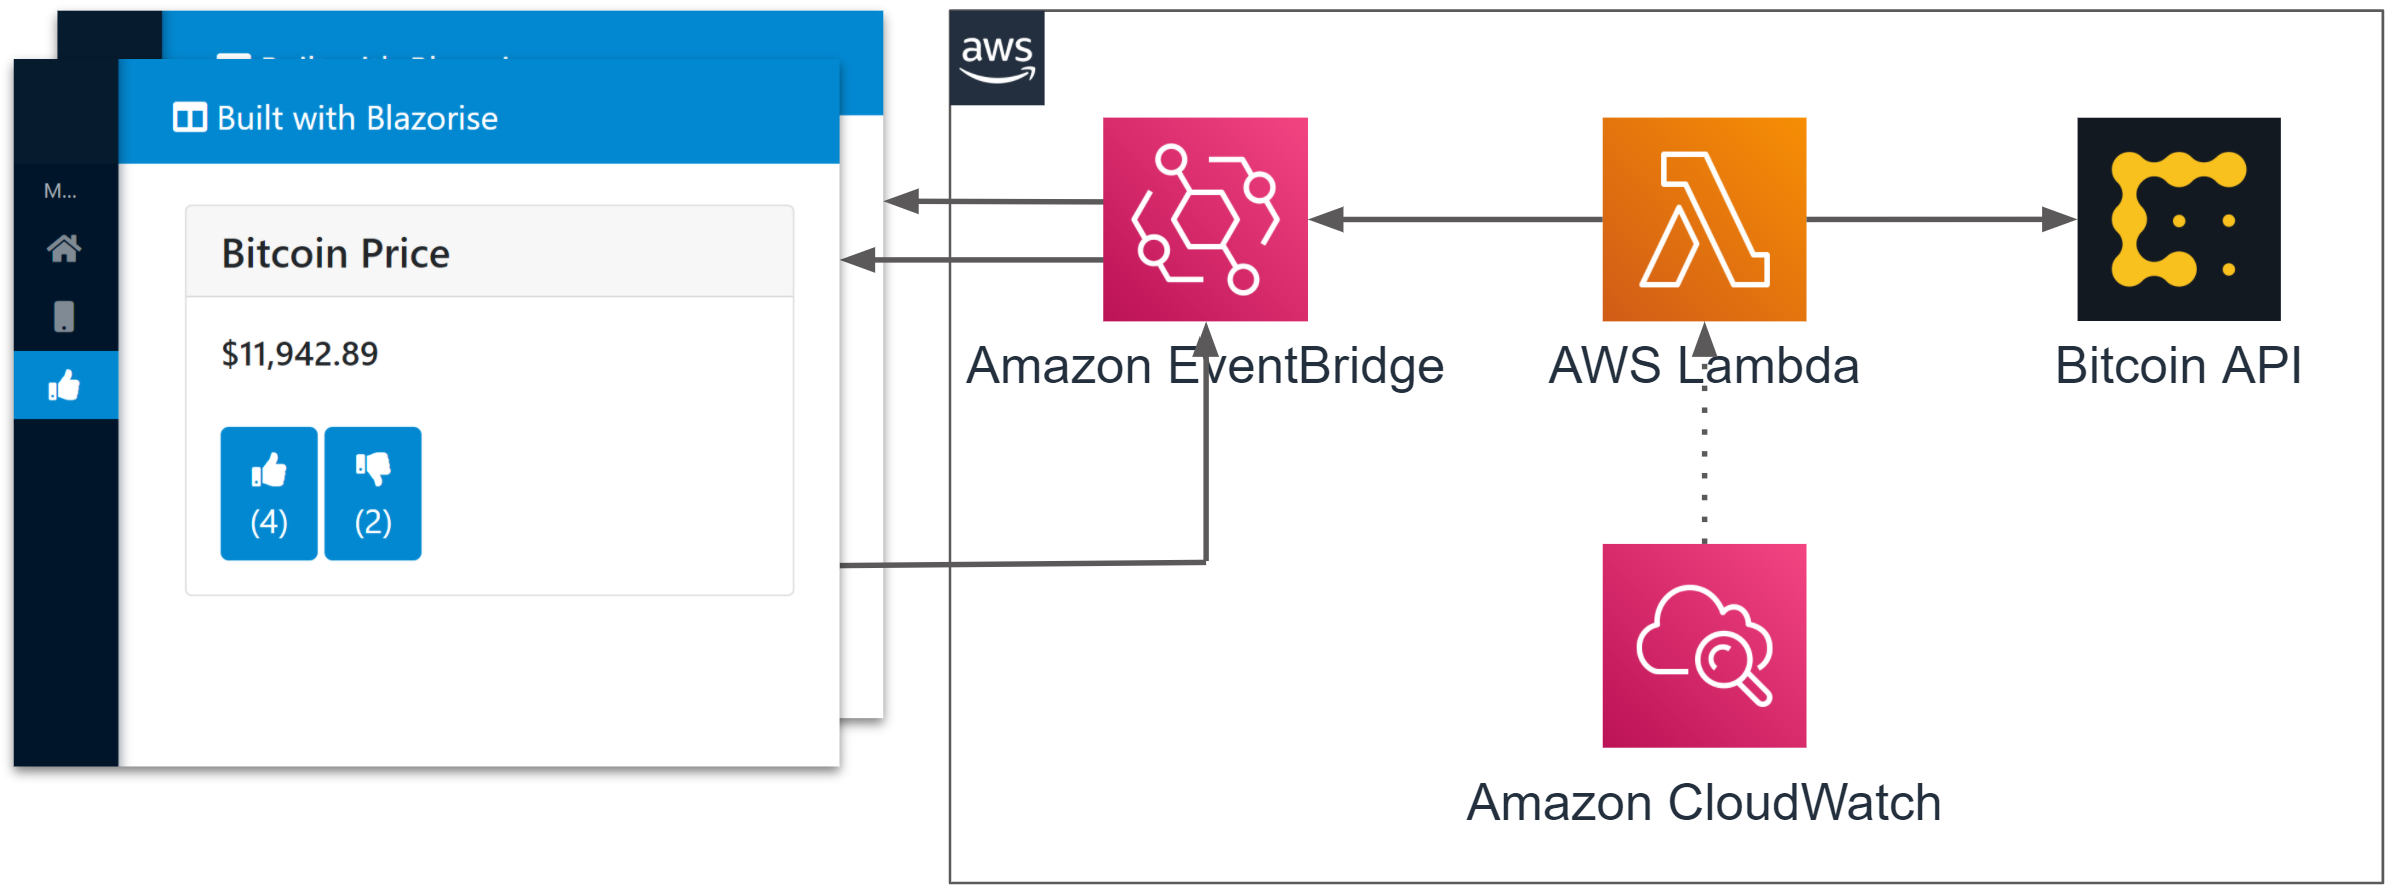 Built with Blazorise
M...
Bitcoin Price
$11,942.89
(4)
(2)
aws
Amazon EventBridge
AWS Lambda
Bitcoin API
Amazon CloudWatch